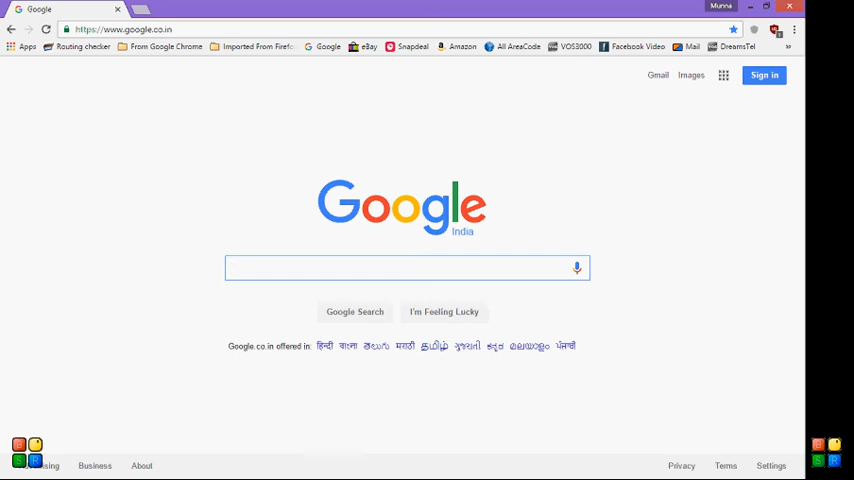 Google
Munna
https://www.google.co.in
Apps Routing checker From Google Chrome Imported From Firefo Google eBay Snapdeal Amazon All AreaCode VOS3000 Facebook Video Mail DreamsTel »
Gmail Images Sign in
Google
India
Google Search I'm Feeling Lucky
Google.co.in offered in: हिन्दी বাংলা తెలుగు मराठी தமிழ் ગુજરાતી ಕನ್ನಡ മലയാളം ਪੰਜਾਬੀ
Business About Privacy Terms Settings